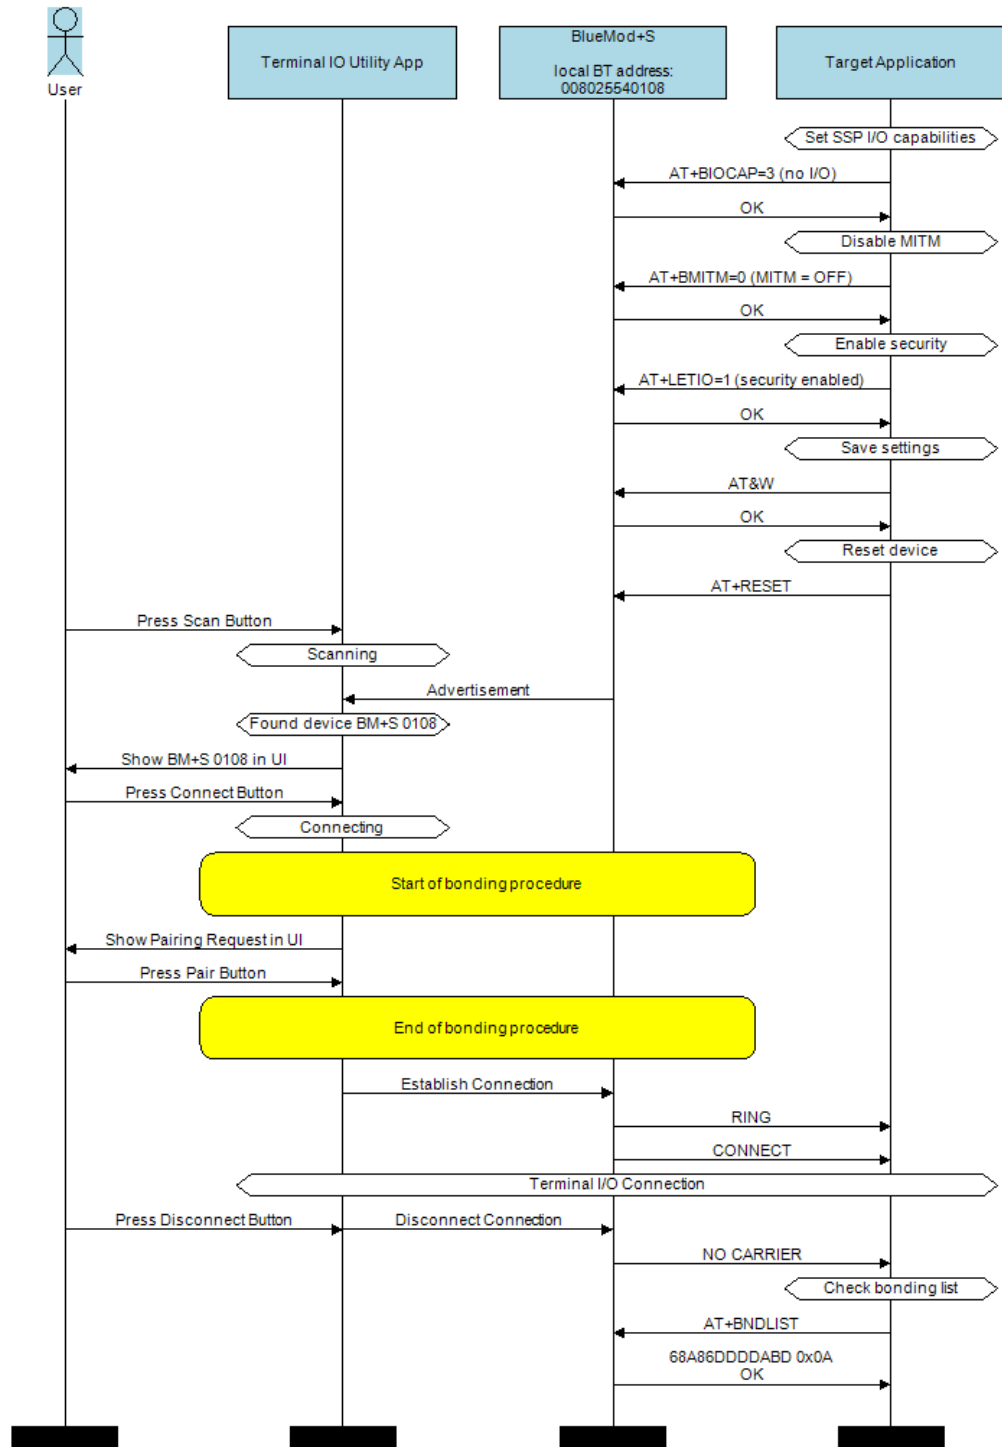 User
Terminal IO Utility App
BlueMod+S
local BT address:
008025540108
Target Application
Set SSP I/O capabilities
AT+BIOCAP=3 (no I/O)
OK
Disable MITM
AT+BMITM=0 (MITM = OFF)
OK
Enable security
AT+LETIO=1 (security enabled)
OK
Save settings
AT&W
OK
Reset device
AT+RESET
Press Scan Button
Scanning
Advertisement
Found device BM+S 0108
Show BM+S 0108 in UI
Press Connect Button
Connecting
Start of bonding procedure
Show Pairing Request in UI
Press Pair Button
End of bonding procedure
Establish Connection
RING
CONNECT
Terminal I/O Connection
Press Disconnect Button
Disconnect Connection
NO CARRIER
Check bonding list
AT+BNDLIST
68A86DDDDABD 0x0A
OK